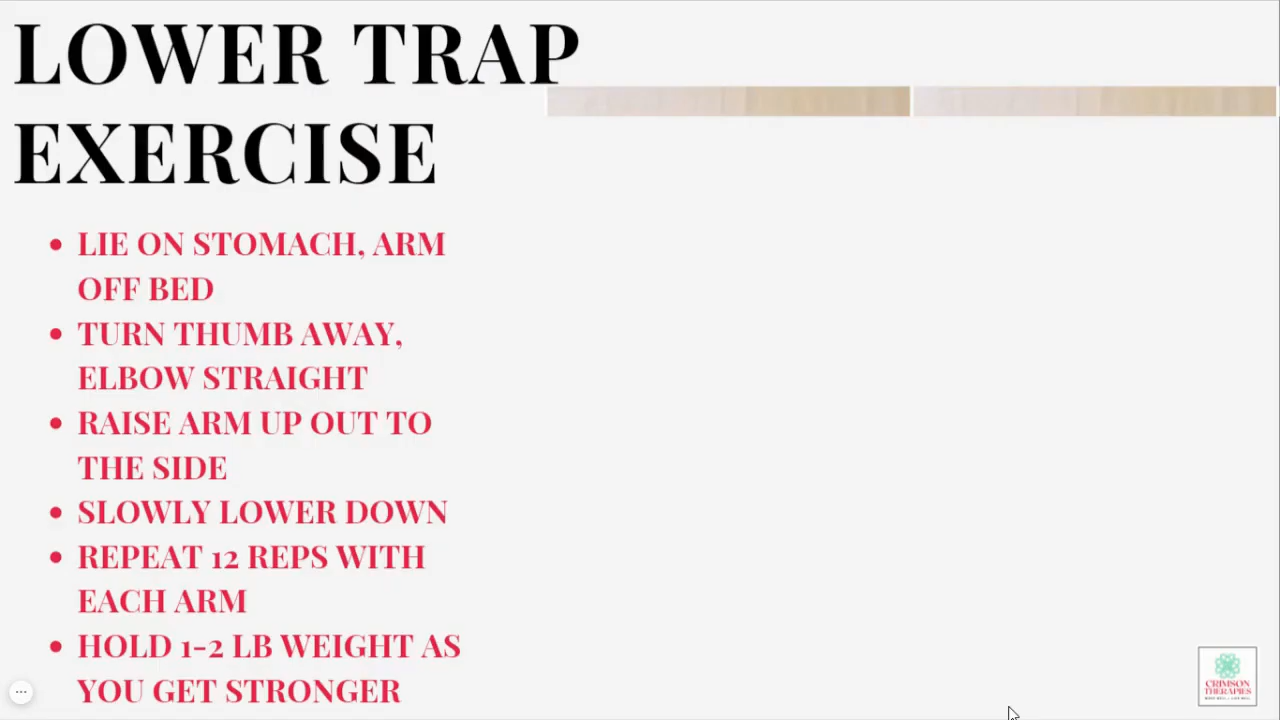 LOWER TRAP
EXERCISE
• LIE ON STOMACH, ARM
OFF BED
• TURN THUMB AWAY,
ELBOW STRAIGHT
• RAISE ARM UP OUT TO
THE SIDE
• SLOWLY LOWER DOWN
• REPEAT 12 REPS WITH
EACH ARM
• HOLD 1-2 LB WEIGHT AS
YOU GET STRONGER
CRIMSON
THERAPIES